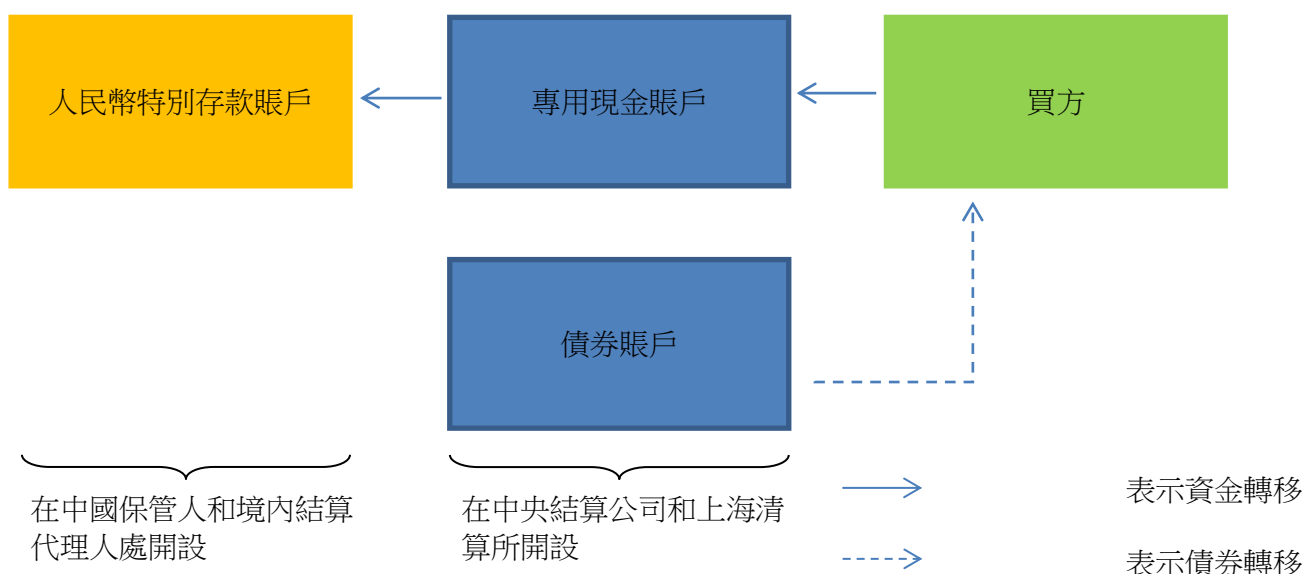 人民幣特別存款賬戶
專用現金賬戶
買方
債券賬戶
在中國保管人和境內結算
代理人處開設
在中央結算公司和上海清
算所開設
表示資金轉移
表示債券轉移